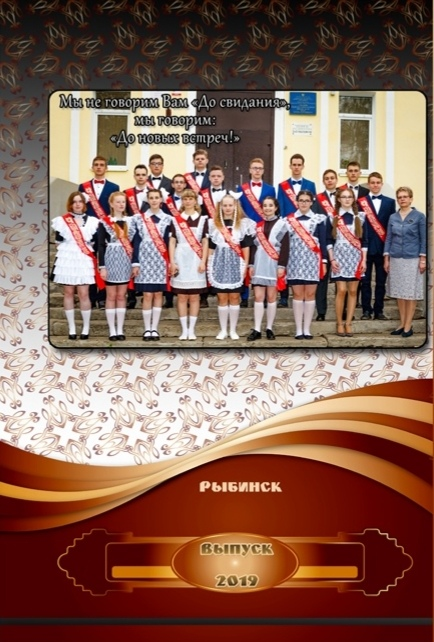 Мы не говорим Вам «До свидания»,
мы говорим:
«До новых встреч!»
Рыбинск
Выпуск
2019